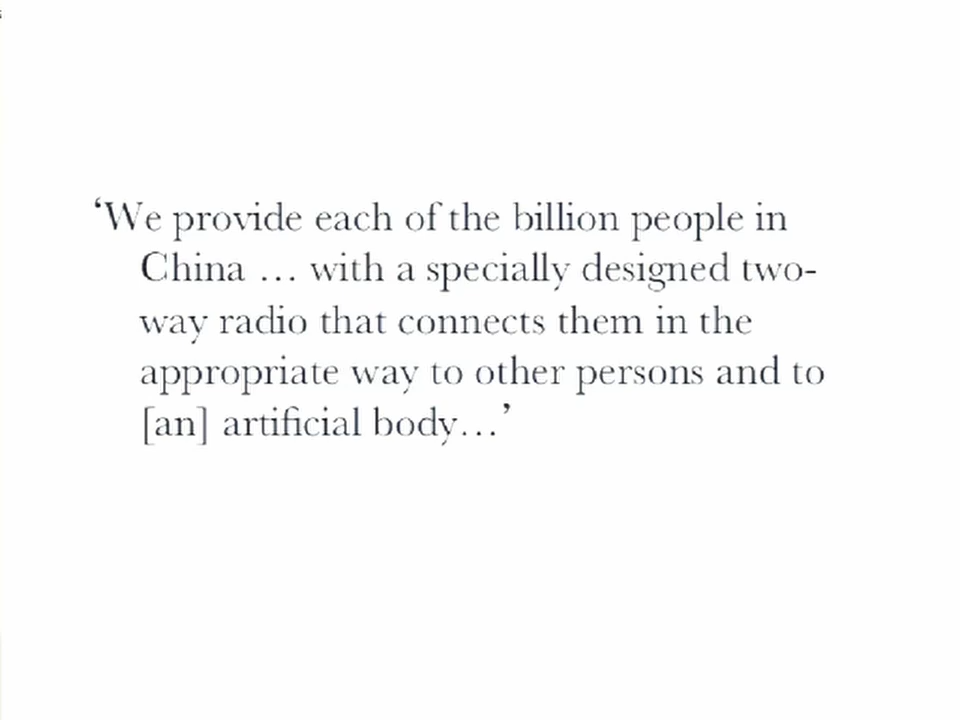 ‘We provide each of the billion people in
China … with a specially designed two-
way radio that connects them in the
appropriate way to other persons and to
[an] artificial body…’